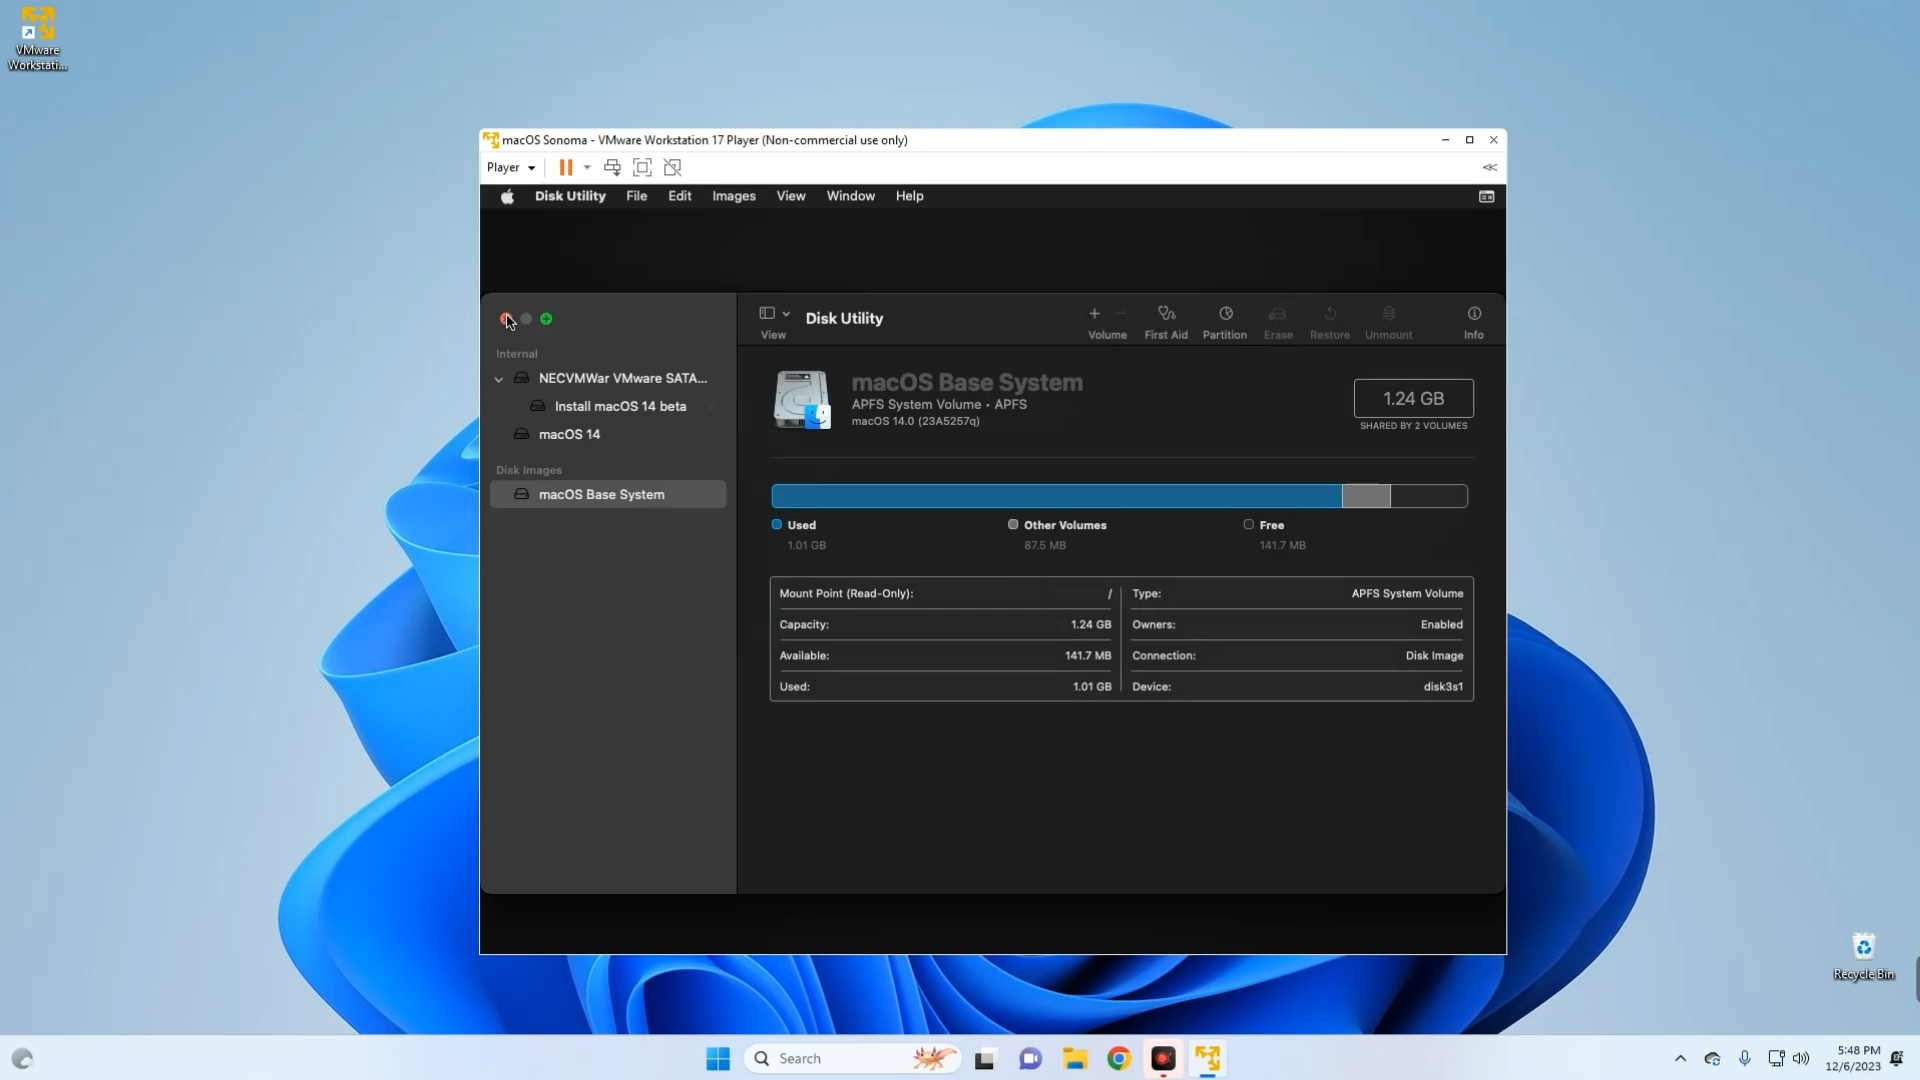 VMware
Workstati...
macOS Sonoma - VMware Workstation 17 Player (Non-commercial use only)
Player
Disk Utility File Edit Images View Window Help
Disk Utility
View
Volume First Aid Partition Erase Restore Unmount Info
Internal
NECVMWar VMware SATA...
Install macOS 14 beta
macOS 14
Disk Images
macOS Base System
macOS Base System
APFS System Volume • APFS
macOS 14.0 (23A5257q)
1.24 GB
SHARED BY 2 VOLUMES
Used
1.01 GB
Other Volumes
87.5 MB
Free
141.7 MB
Mount Point (Read-Only): /
Type: APFS System Volume
Capacity: 1.24 GB
Owners: Enabled
Available: 141.7 MB
Connection: Disk Image
Used: 1.01 GB
Device: disk3s1
Recycle Bin
Search
5:48 PM
12/6/2023